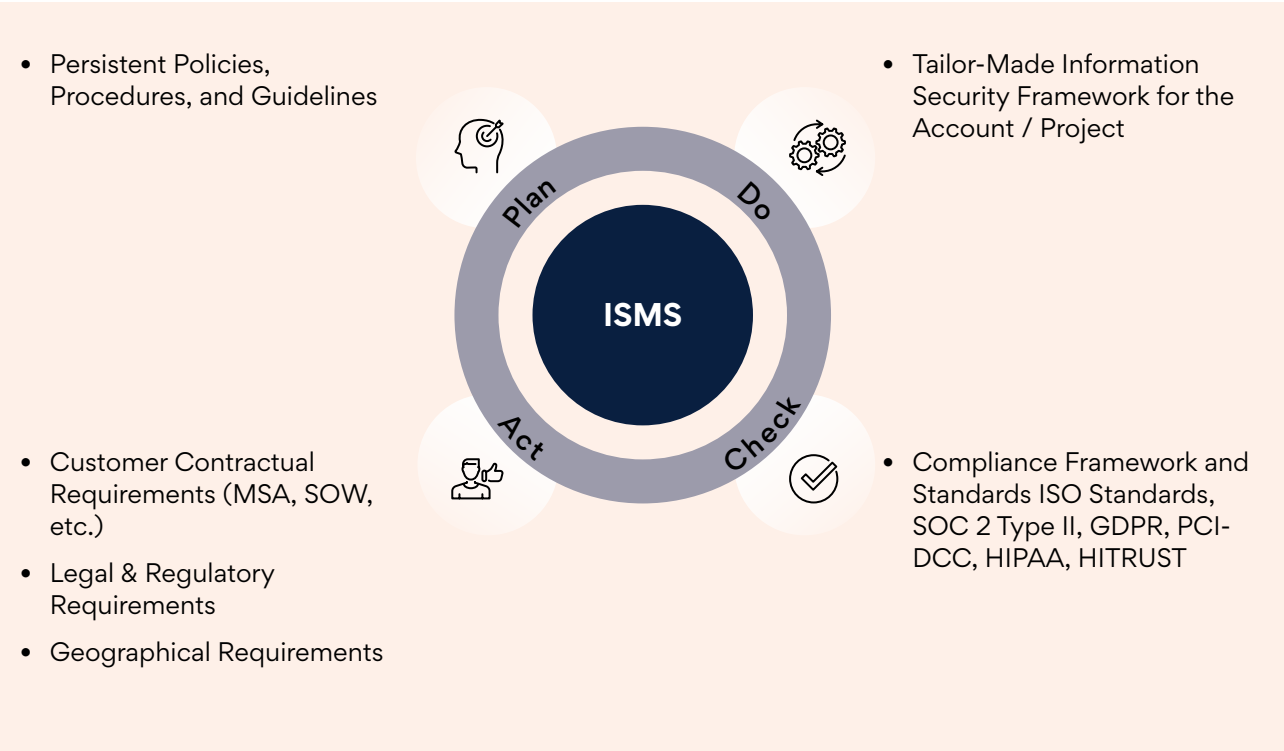 • Persistent Policies,
Procedures, and Guidelines
• Tailor-Made Information
Security Framework for the
Account / Project
Plan
Do
ISMS
Act
Check
• Customer Contractual
Requirements (MSA, SOW,
etc.)
• Legal & Regulatory
Requirements
• Geographical Requirements
• Compliance Framework and
Standards ISO Standards,
SOC 2 Type II, GDPR, PCI-
DCC, HIPAA, HITRUST